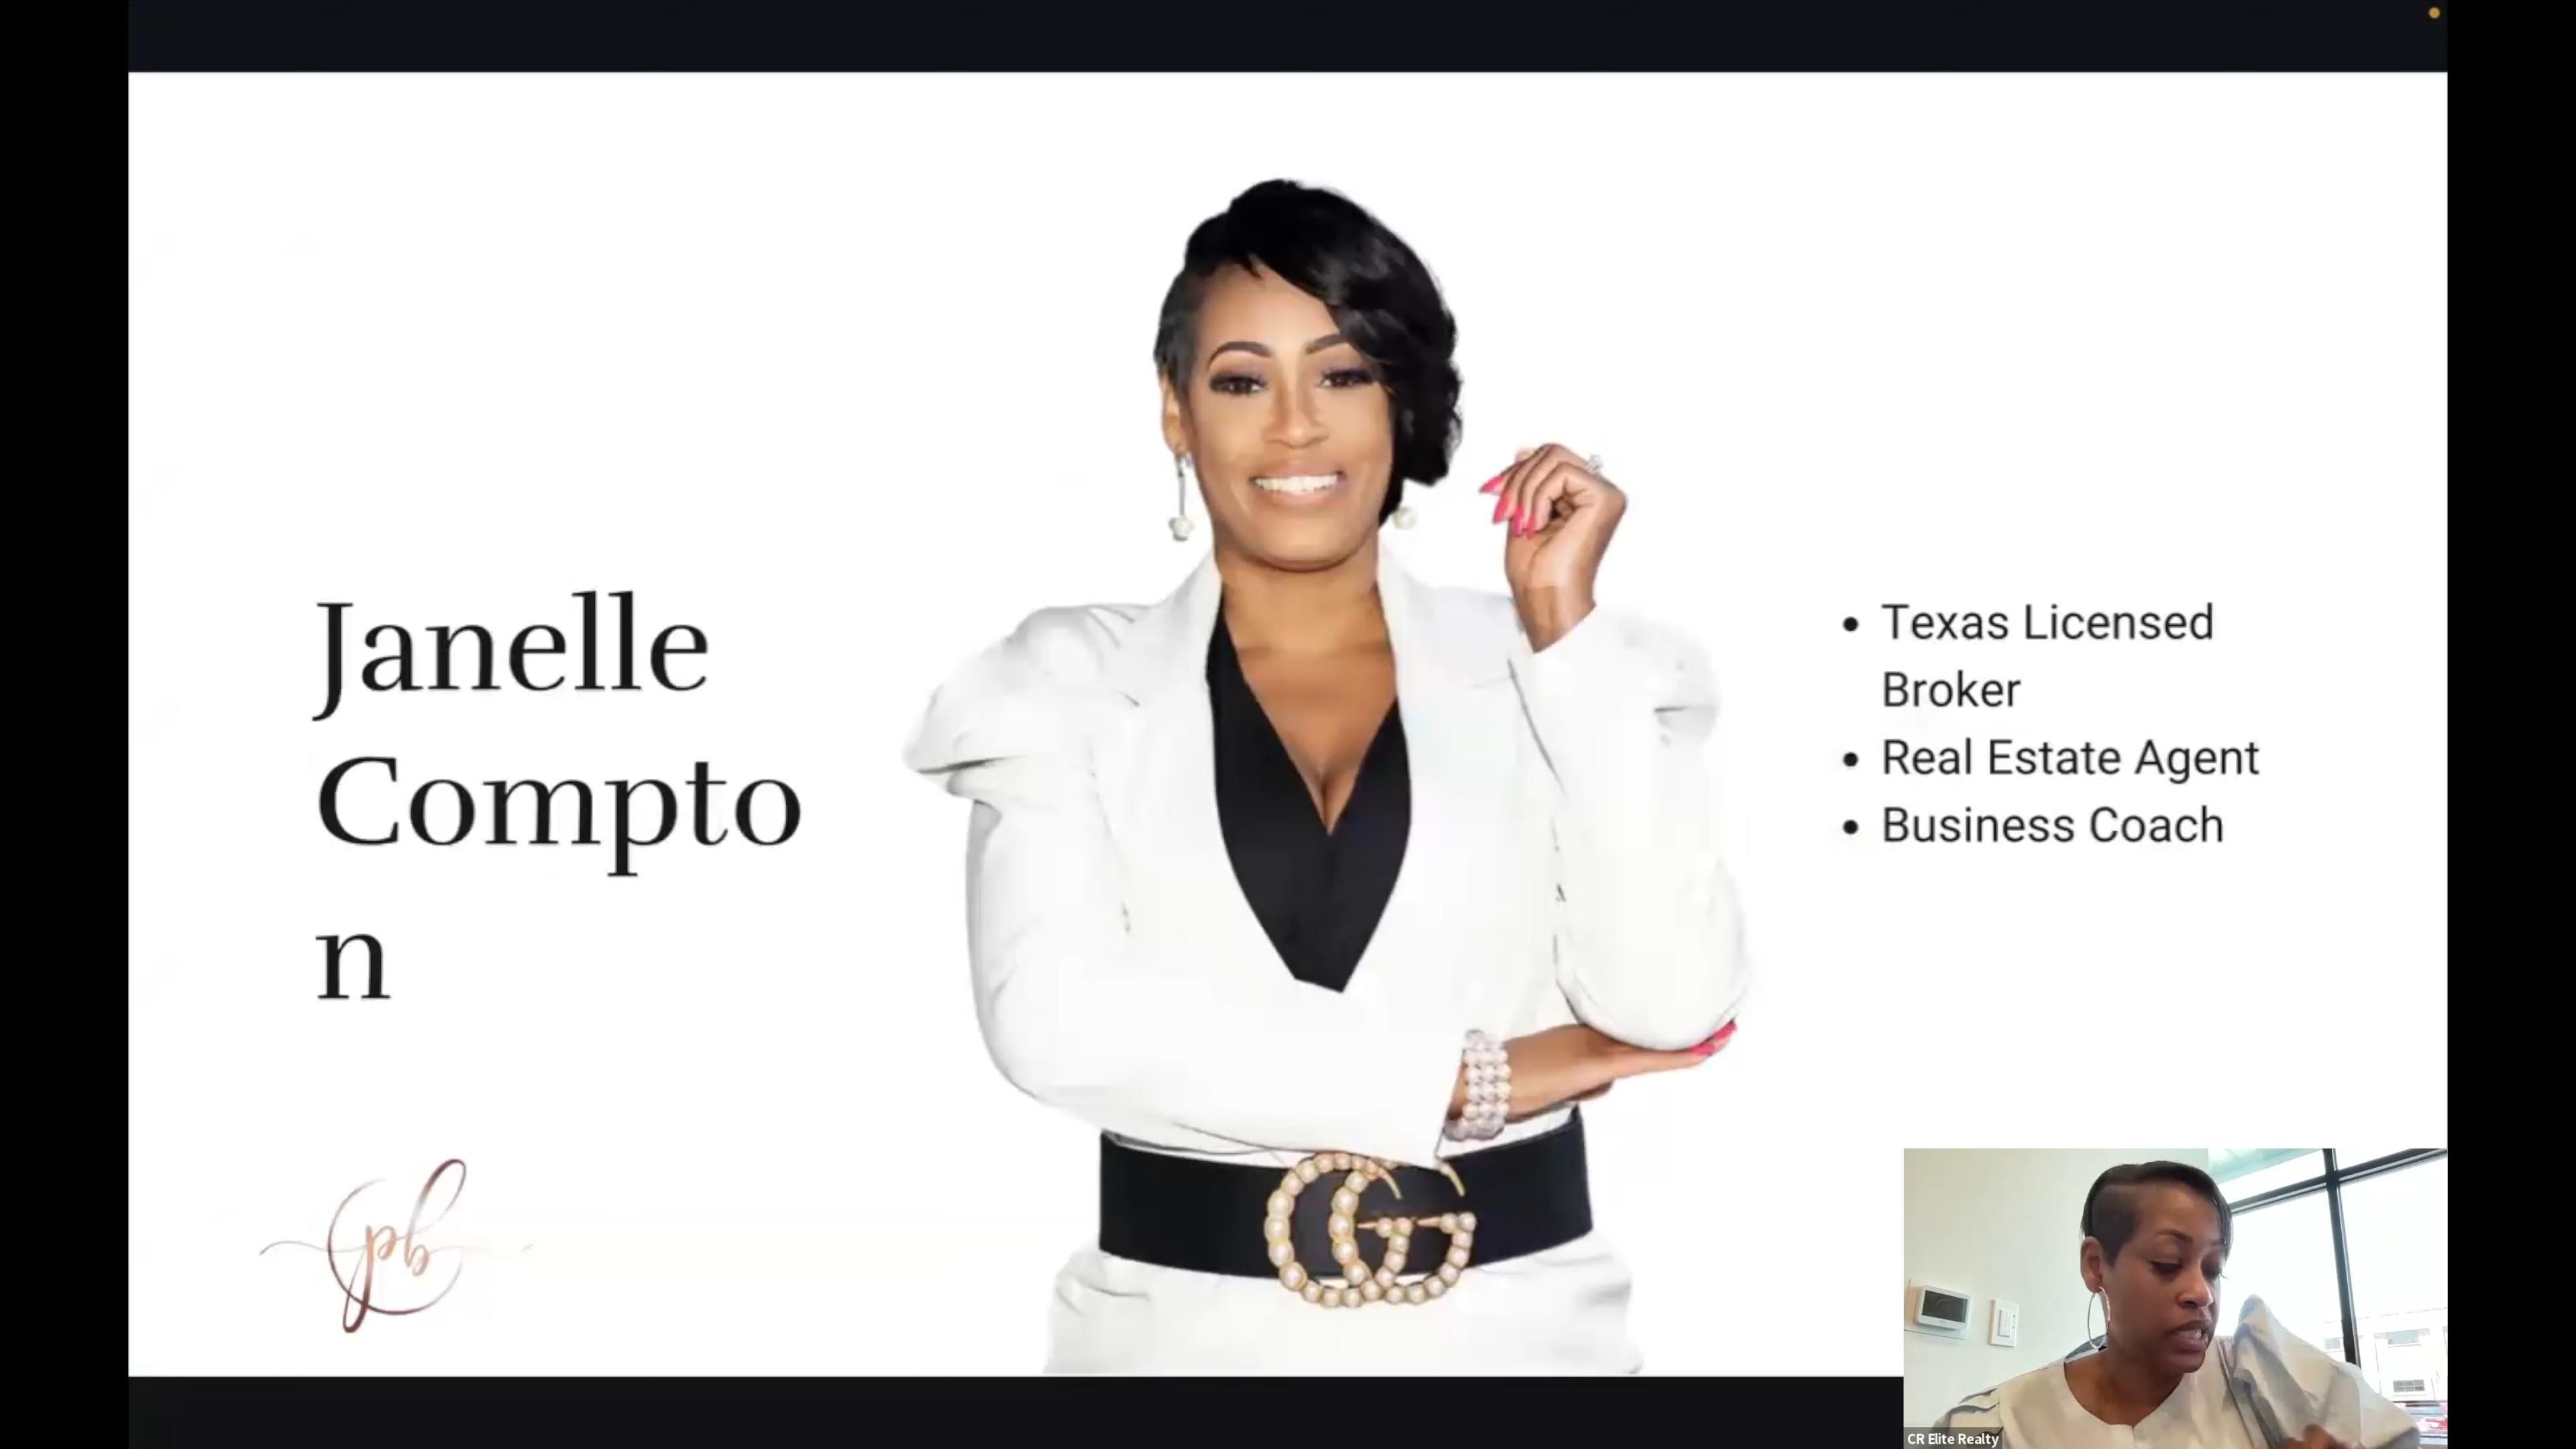 Janelle
Compto
n
• Texas Licensed
Broker
• Real Estate Agent
• Business Coach
pb
CR Elite Realty